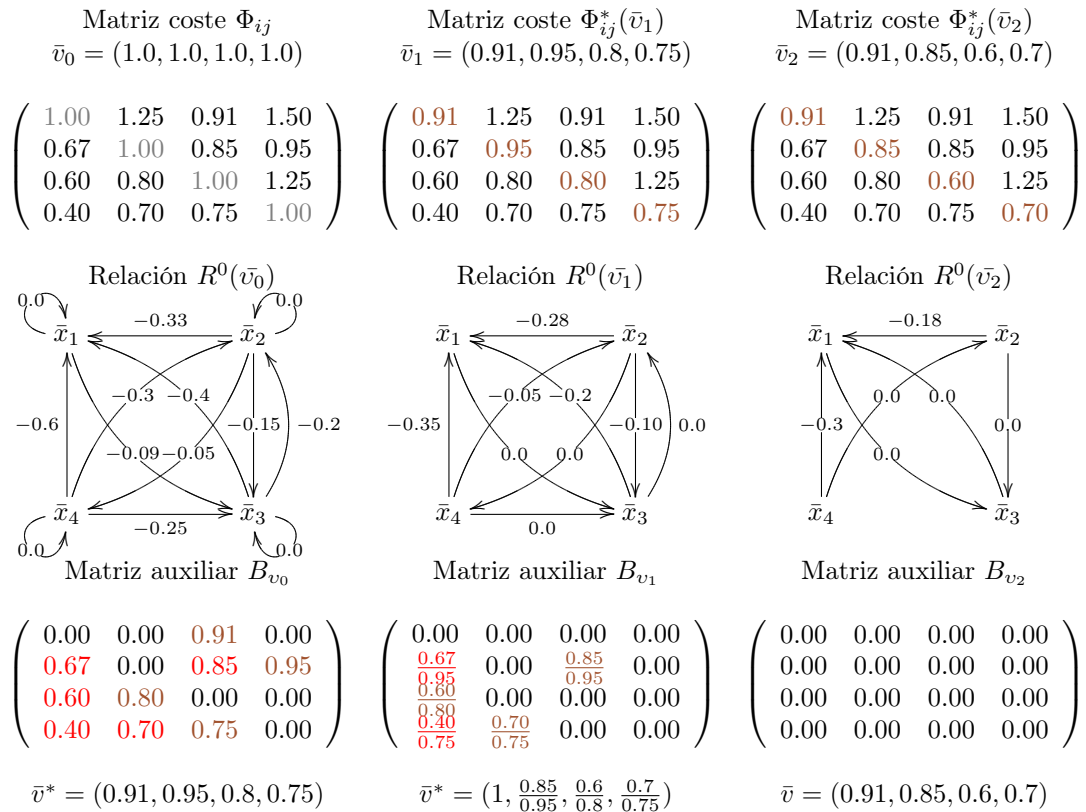 Matriz coste Φ_{ij} Matriz coste Φ*_{ij}(v̄_1) Matriz coste Φ*_{ij}(v̄_2)
v̄_0 = (1.0, 1.0, 1.0, 1.0) v̄_1 = (0.91, 0.95, 0.8, 0.75) v̄_2 = (0.91, 0.85, 0.6, 0.7)
1.00 1.25 0.91 1.50 0.91 1.25 0.91 1.50 0.91 1.25 0.91 1.50
0.67 1.00 0.85 0.95 0.67 0.95 0.85 0.95 0.67 0.85 0.85 0.95
0.60 0.80 1.00 1.25 0.60 0.80 0.80 1.25 0.60 0.80 0.60 1.25
0.40 0.70 0.75 1.00 0.40 0.70 0.75 0.75 0.40 0.70 0.75 0.70
Relación R^0(v̄_0) Relación R^0(v̄_1) Relación R^0(v̄_2)
0.0 0.0
x̄_1 −0.33 x̄_2 x̄_1 −0.28 x̄_2 x̄_1 −0.18 x̄_2
−0.3 −0.4 −0.05 −0.2 0.0 0.0
−0.6 −0.15 −0.2 −0.35 −0.10 0.0 −0.3 0.0
−0.09 −0.05 0.0 0.0 0.0
x̄_4 −0.25 x̄_3 x̄_4 0.0 x̄_3 x̄_4 x̄_3
0.0 0.0
Matriz auxiliar B_{v_0} Matriz auxiliar B_{v_1} Matriz auxiliar B_{v_2}
0.00 0.00 0.91 0.00 0.00 0.00 0.00 0.00 0.00 0.00 0.00 0.00
0.67 0.00 0.85 0.95 0.67/0.95 0.00 0.85/0.95 0.00 0.00 0.00 0.00 0.00
0.60 0.80 0.00 0.00 0.60/0.80 0.00 0.00 0.00 0.00 0.00 0.00 0.00
0.40 0.70 0.75 0.00 0.40/0.75 0.70/0.75 0.00 0.00 0.00 0.00 0.00 0.00
v̄* = (0.91, 0.95, 0.8, 0.75) v̄* = (1, 0.85/0.95, 0.6/0.8, 0.7/0.75) v̄ = (0.91, 0.85, 0.6, 0.7)